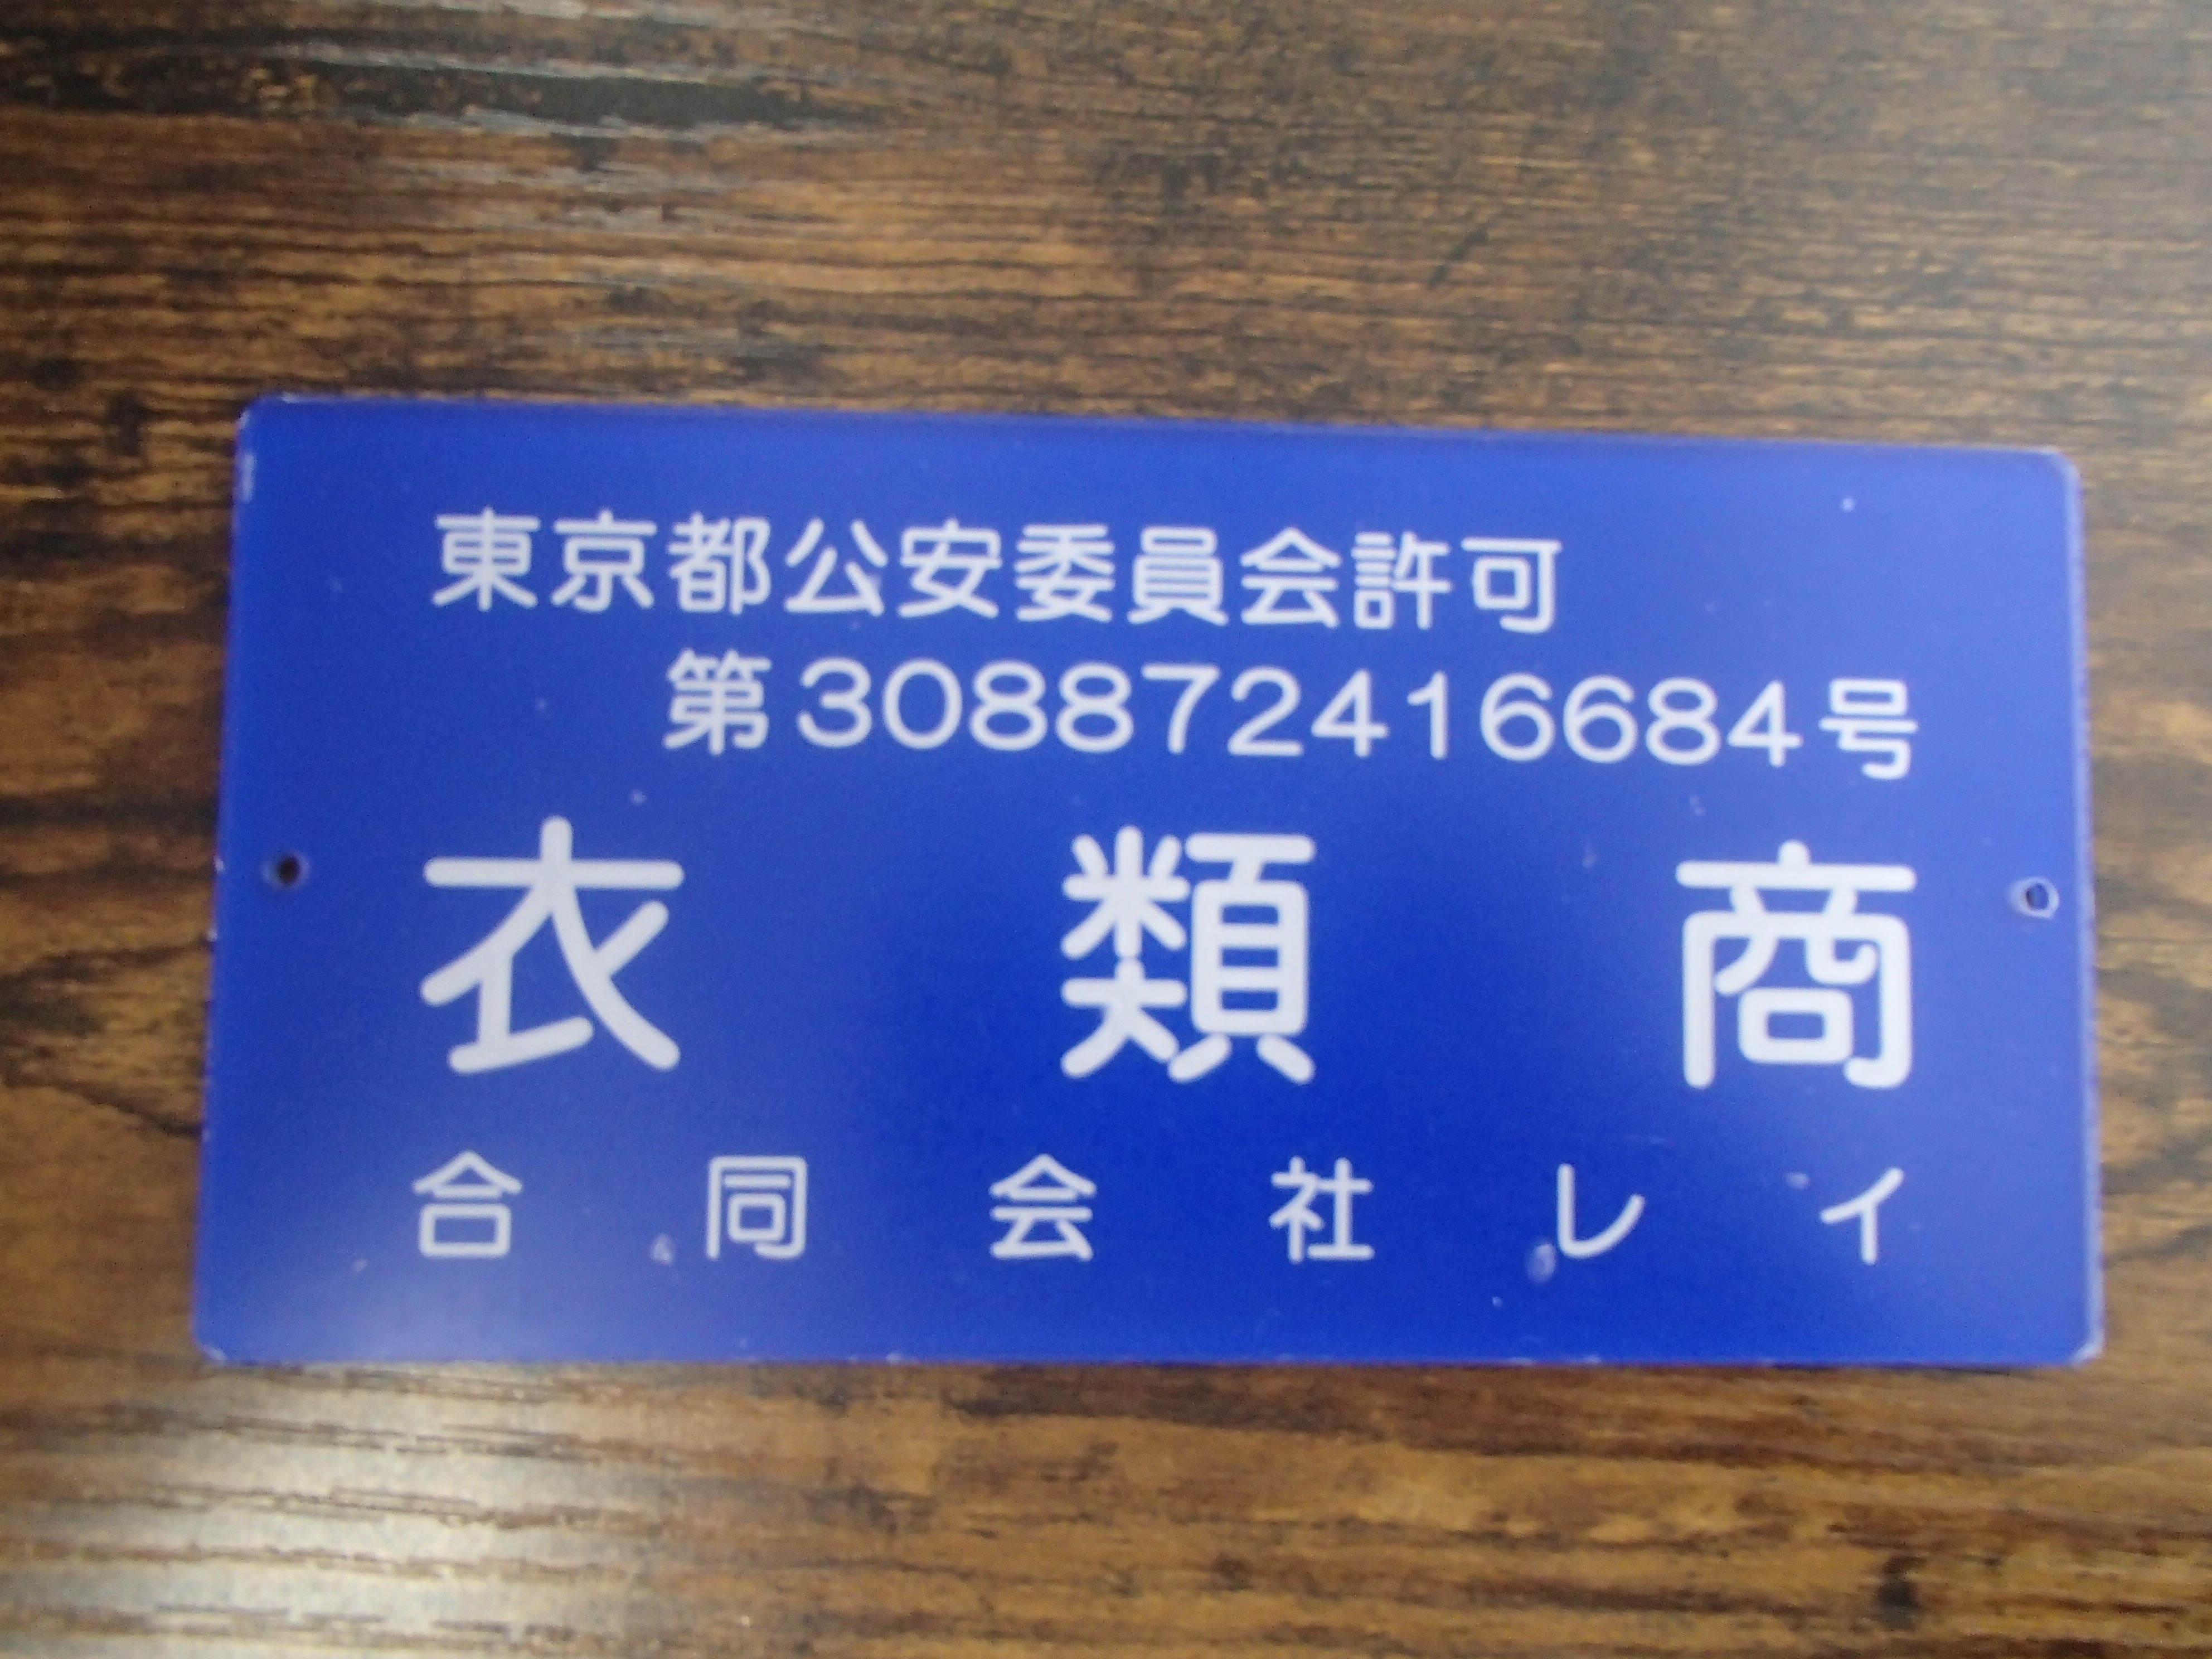 東京都公安委員会許可
第308872416684号
衣類商
合同会社レイ